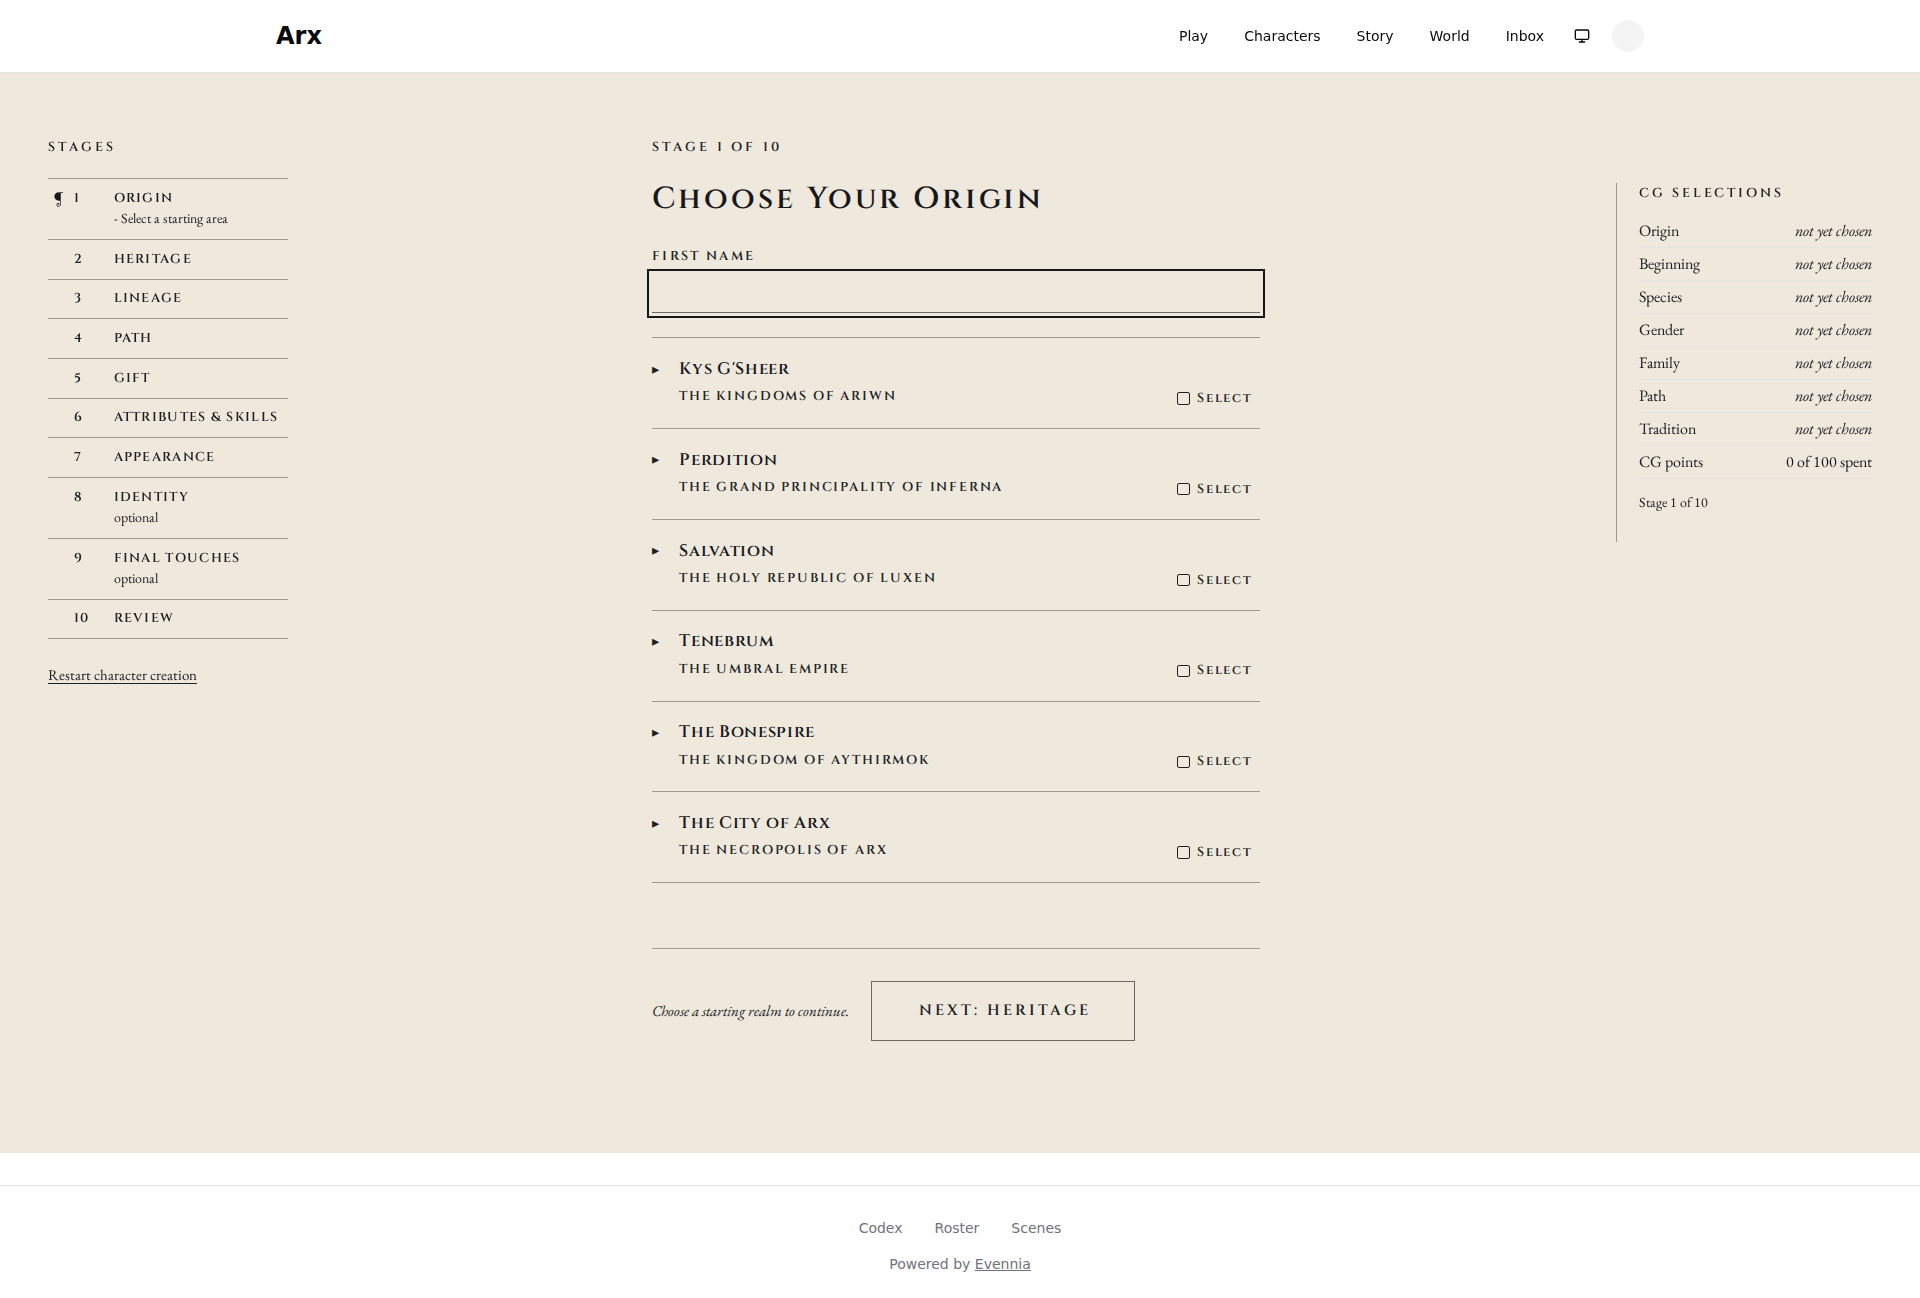 Arx
Play
Characters
Story
World
Inbox
STAGES
¶ 1 ORIGIN
- Select a starting area
2 HERITAGE
3 LINEAGE
4 PATH
5 GIFT
6 ATTRIBUTES & SKILLS
7 APPEARANCE
8 IDENTITY
optional
9 FINAL TOUCHES
optional
10 REVIEW
Restart character creation
STAGE 1 OF 10
Choose Your Origin
FIRST NAME
▸ Kys G'Sheer
THE KINGDOMS OF ARIWN
Select
▸ Perdition
THE GRAND PRINCIPALITY OF INFERNA
Select
▸ Salvation
THE HOLY REPUBLIC OF LUXEN
Select
▸ Tenebrum
THE UMBRAL EMPIRE
Select
▸ The Bonespire
THE KINGDOM OF AYTHIRMOK
Select
▸ The City of Arx
THE NECROPOLIS OF ARX
Select
Choose a starting realm to continue.
NEXT: HERITAGE
CG SELECTIONS
Origin not yet chosen
Beginning not yet chosen
Species not yet chosen
Gender not yet chosen
Family not yet chosen
Path not yet chosen
Tradition not yet chosen
CG points 0 of 100 spent
Stage 1 of 10
Codex
Roster
Scenes
Powered by Evennia